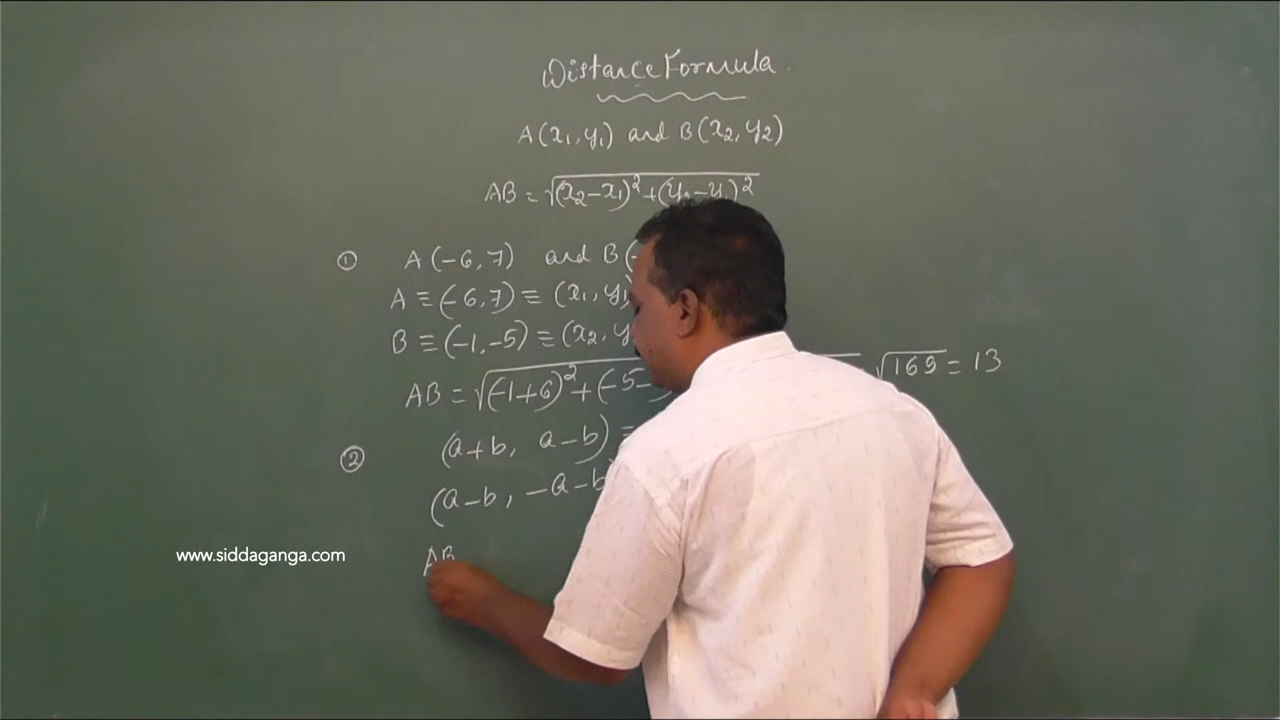 Distance Formula.
A(x₁, y₁) and B(x₂, y₂)
AB = √(x₂-x₁)² + (y₂-y₁)²
① A(-6, 7) and B(-
A ≡ (-6, 7) ≡ (x₁, y₁)
B ≡ (-1, -5) ≡ (x₂, y
AB = √(-1+6)² + (-5- √169 = 13
② (a+b, a-b) =
(a-b, -a-b
www.siddaganga.com
AB